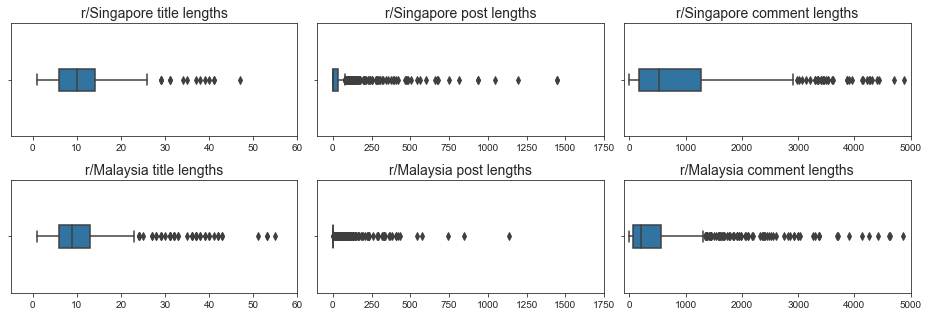 r/Singapore title lengths
r/Singapore post lengths
r/Singapore comment lengths
0 10 20 30 40 50 60
0 250 500 750 1000 1250 1500 1750
0 1000 2000 3000 4000 5000
r/Malaysia title lengths
r/Malaysia post lengths
r/Malaysia comment lengths
0 10 20 30 40 50 60
0 250 500 750 1000 1250 1500 1750
0 1000 2000 3000 4000 5000